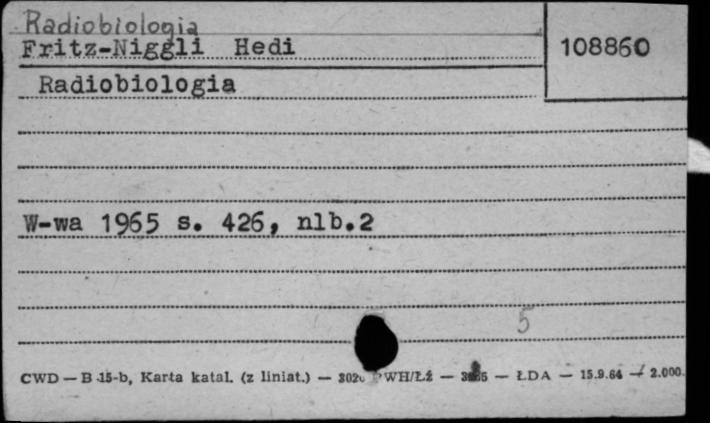 Radiobiologia
Fritz-Niggli Hedi
108860
Radiobiologia
W-wa 1965 s. 426, nlb.2
5
CWD — B-15-b, Karta katal. (z liniat.) — WH/Łż — — ŁDA — 15.9.64 — 2.000.